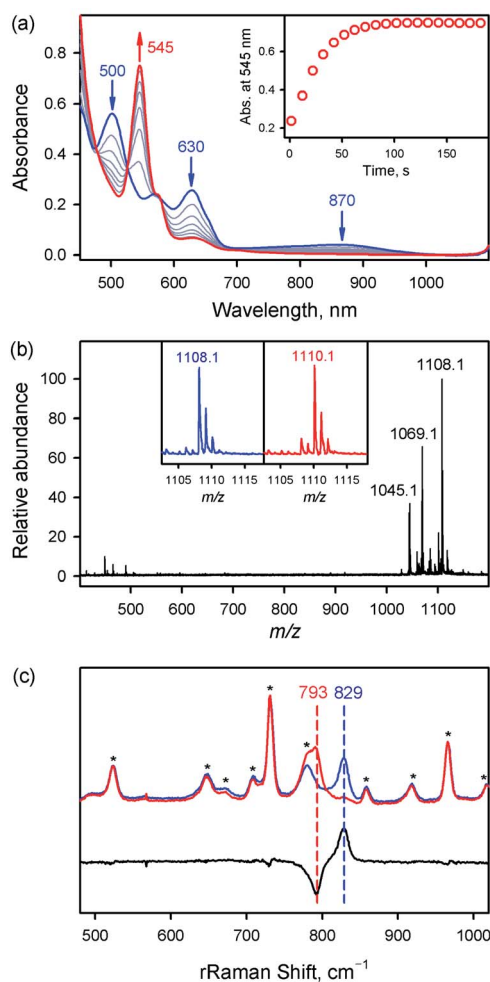 (a)
545
500
630
870
Absorbance
0.8
0.6
0.4
0.2
0.0
500 600 700 800 900 1000
Wavelength, nm
Abs. at 545 nm
0.6
0.4
0.2
0 50 100 150
Time, s
(b)
1108.1
1110.1
1105 1111 1117
m/z
1105 1111 1117
m/z
1108.1
1069.1
1045.1
Relative abundance
100
80
60
40
20
0
400 500 600 700 800 900 1000 1100
m/z
(c)
793 829
* * * * * * * * * *
500 600 700 800 900 1000
rRaman Shift, cm⁻¹